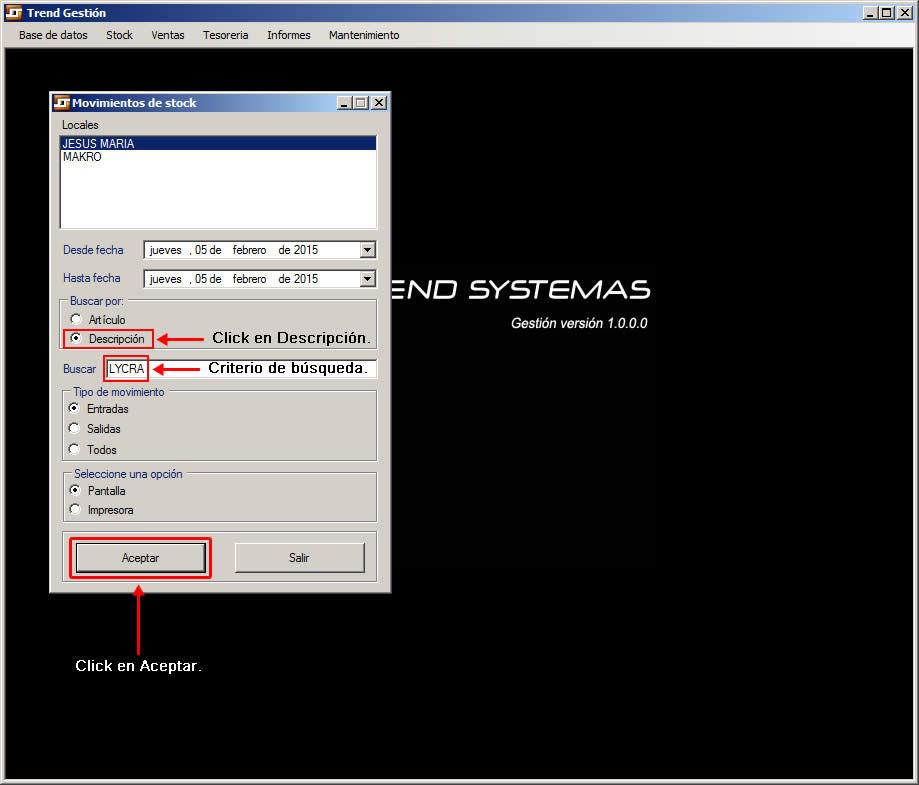 Trend Gestión
Base de datos Stock Ventas Tesoreria Informes Mantenimiento
Movimientos de stock
Locales
JESUS MARIA
MAKRO
Desde fecha jueves , 05 de febrero de 2015
Hasta fecha jueves , 05 de febrero de 2015
END SYSTEMAS
Gestión versión 1.0.0.0
Buscar por:
Artículo
Descripción Click en Descripción.
Buscar LYCRA Criterio de búsqueda.
Tipo de movimiento
Entradas
Salidas
Todos
Seleccione una opción
Pantalla
Impresora
Aceptar Salir
Click en Aceptar.